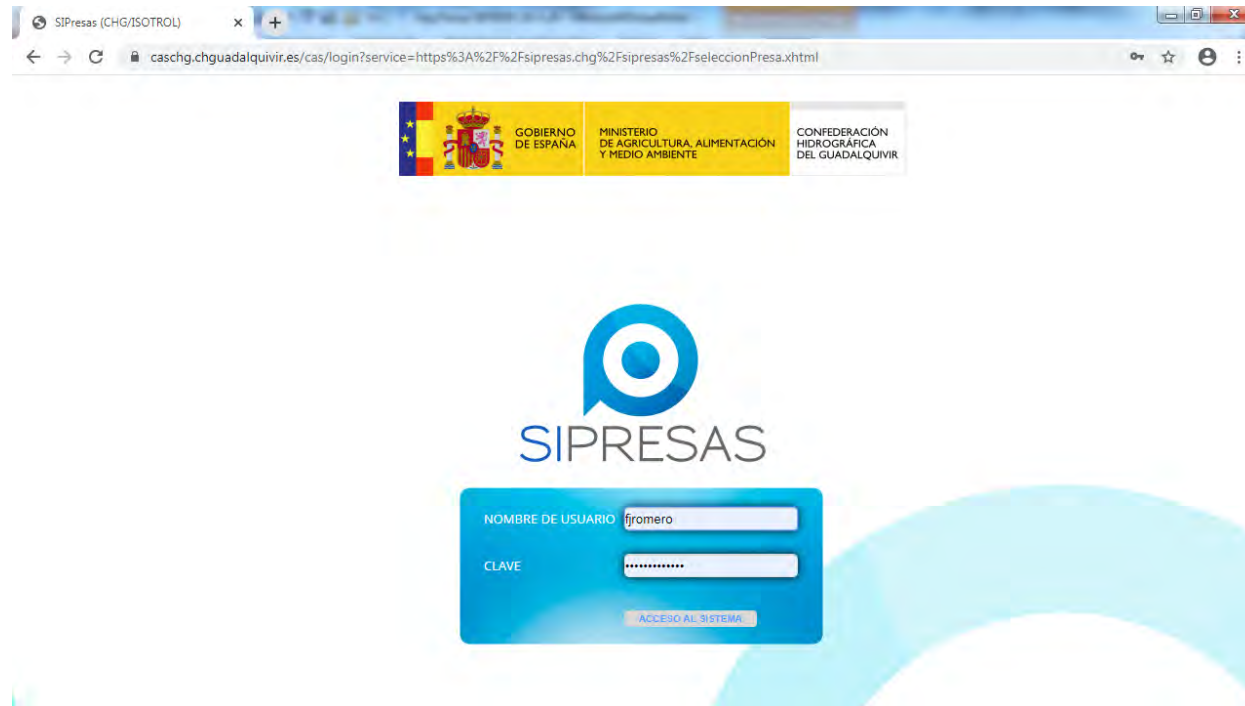 SIPresas (CHG/ISOTROL)
caschg.chguadalquivir.es/cas/login?service=https%3A%2F%2Fsipresas.chg%2Fsipresas%2FseleccionPresa.xhtml
GOBIERNO
DE ESPAÑA
MINISTERIO
DE AGRICULTURA, ALIMENTACIÓN
Y MEDIO AMBIENTE
CONFEDERACIÓN
HIDROGRÁFICA
DEL GUADALQUIVIR
SIPRESAS
NOMBRE DE USUARIO fjromero
CLAVE •••••••••••••
ACCESO AL SISTEMA